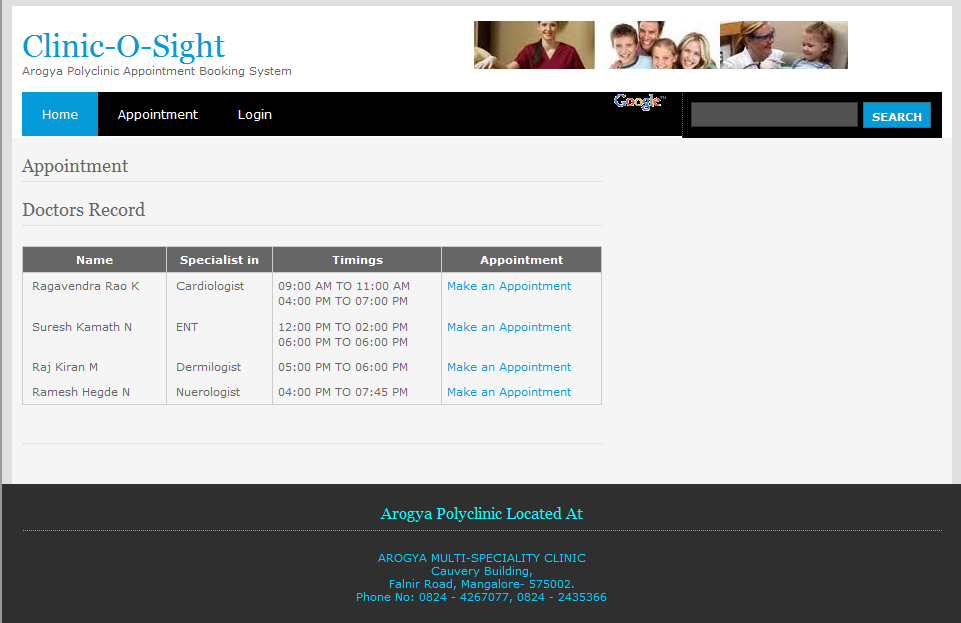 Clinic-O-Sight
Arogya Polyclinic Appointment Booking System
Home Appointment Login Google™ SEARCH
Appointment
Doctors Record
Name Specialist in Timings Appointment
Ragavendra Rao K Cardiologist 09:00 AM TO 11:00 AM Make an Appointment
04:00 PM TO 07:00 PM
Suresh Kamath N ENT 12:00 PM TO 02:00 PM Make an Appointment
06:00 PM TO 06:00 PM
Raj Kiran M Dermilogist 05:00 PM TO 06:00 PM Make an Appointment
Ramesh Hegde N Nuerologist 04:00 PM TO 07:45 PM Make an Appointment
Arogya Polyclinic Located At
AROGYA MULTI-SPECIALITY CLINIC
Cauvery Building,
Falnir Road, Mangalore- 575002.
Phone No: 0824 - 4267077, 0824 - 2435366